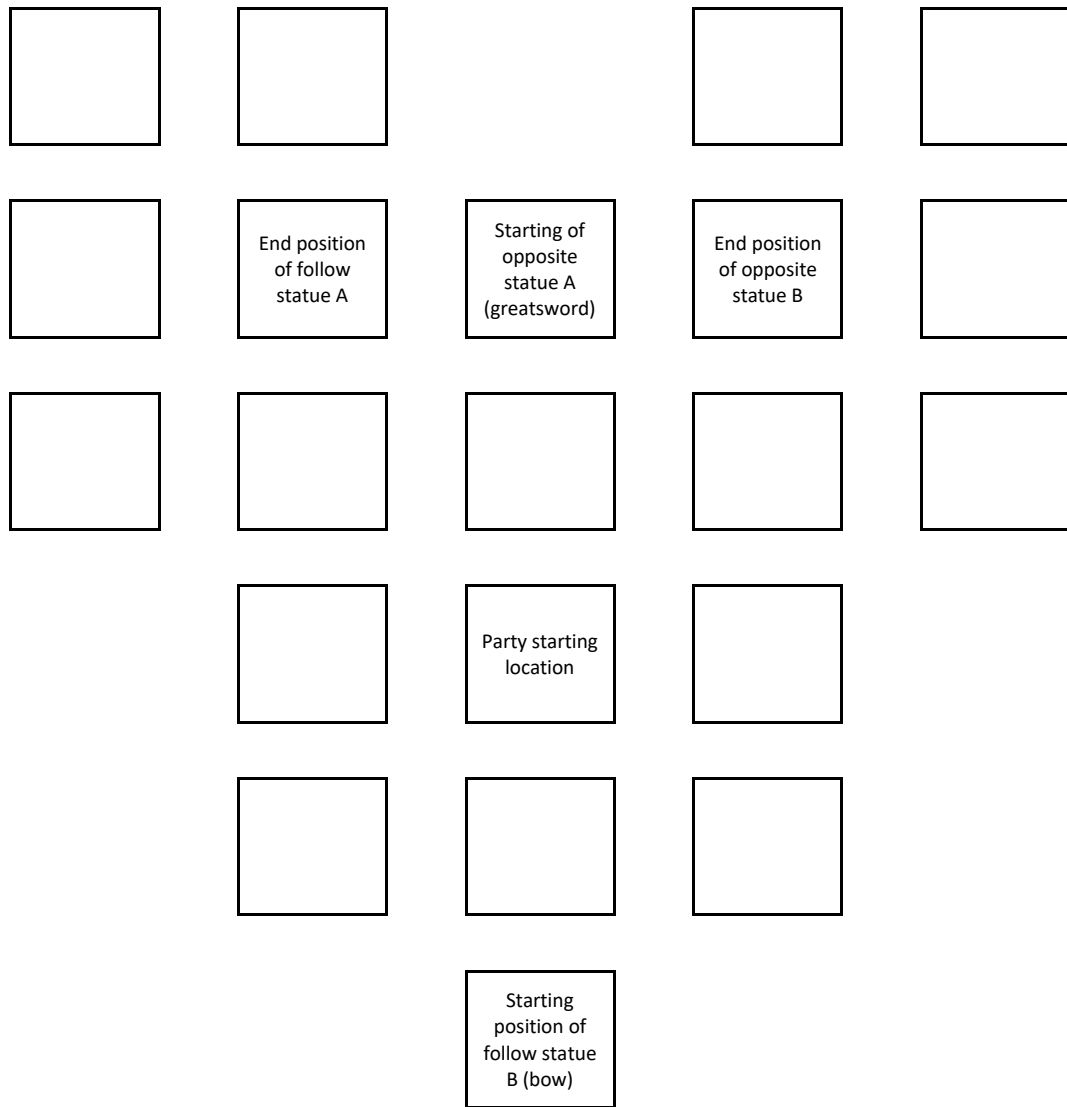 End position
of follow
statue A
Starting of
opposite
statue A
(greatsword)
End position
of opposite
statue B
Party starting
location
Starting
position of
follow statue
B (bow)